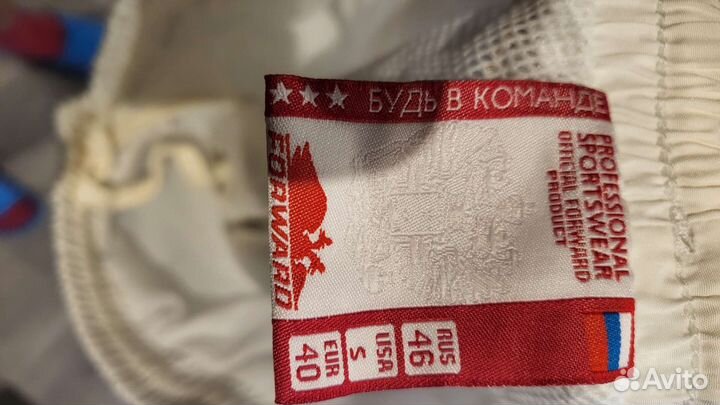 ★★★ БУДЬ В КОМАНДЕ
FORWARD
PROFESSIONAL
SPORTSWEAR
OFFICIAL FORWARD
PRODUCT
RUS
46
USA
S
EUR
40
Avito